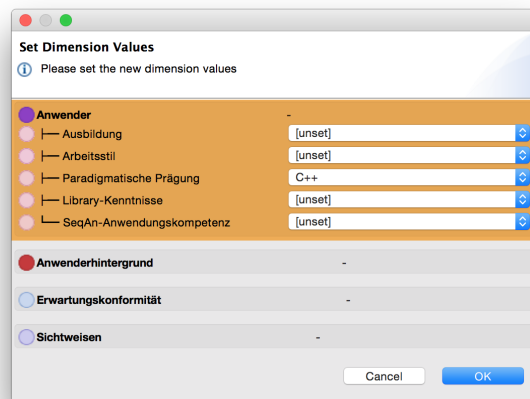 Set Dimension Values
Please set the new dimension values
Anwender -
Ausbildung [unset]
Arbeitsstil [unset]
Paradigmatische Prägung C++
Library-Kenntnisse [unset]
SeqAn-Anwendungskompetenz [unset]
Anwenderhintergrund -
Erwartungskonformität -
Sichtweisen -
Cancel OK